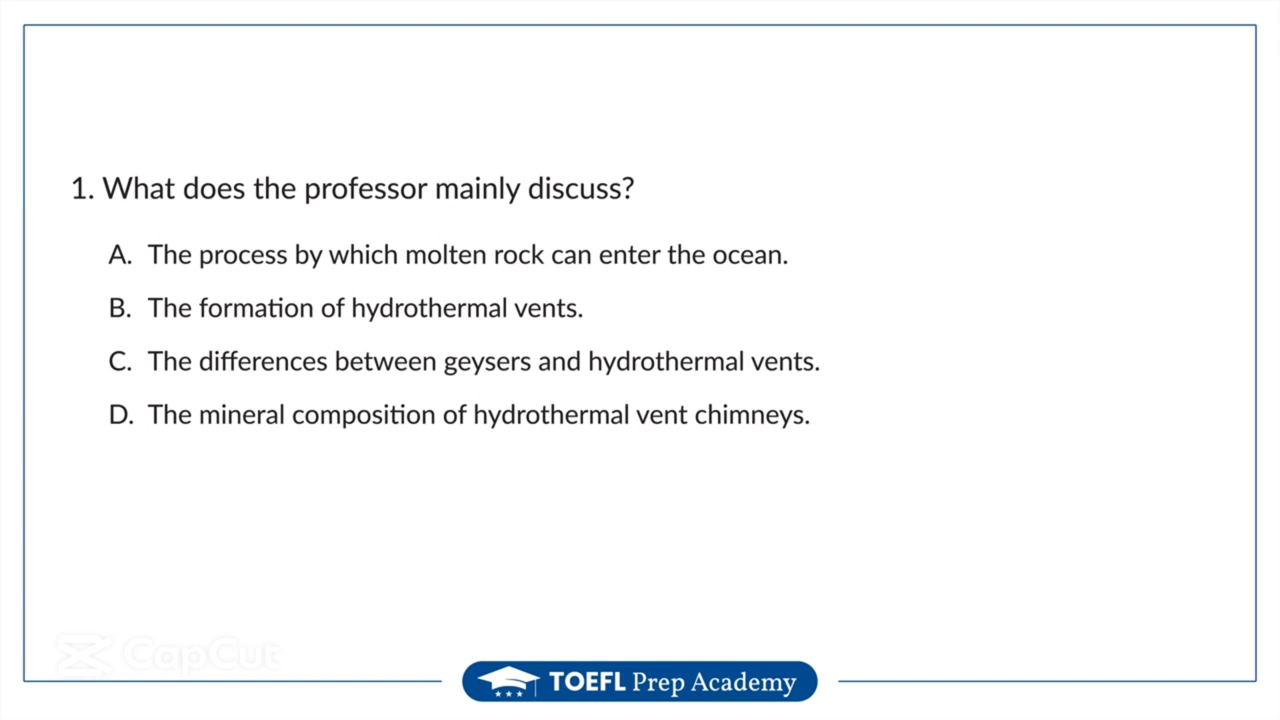 1. What does the professor mainly discuss?
A. The process by which molten rock can enter the ocean.
B. The formation of hydrothermal vents.
C. The differences between geysers and hydrothermal vents.
D. The mineral composition of hydrothermal vent chimneys.
CapCut
TOEFL Prep Academy